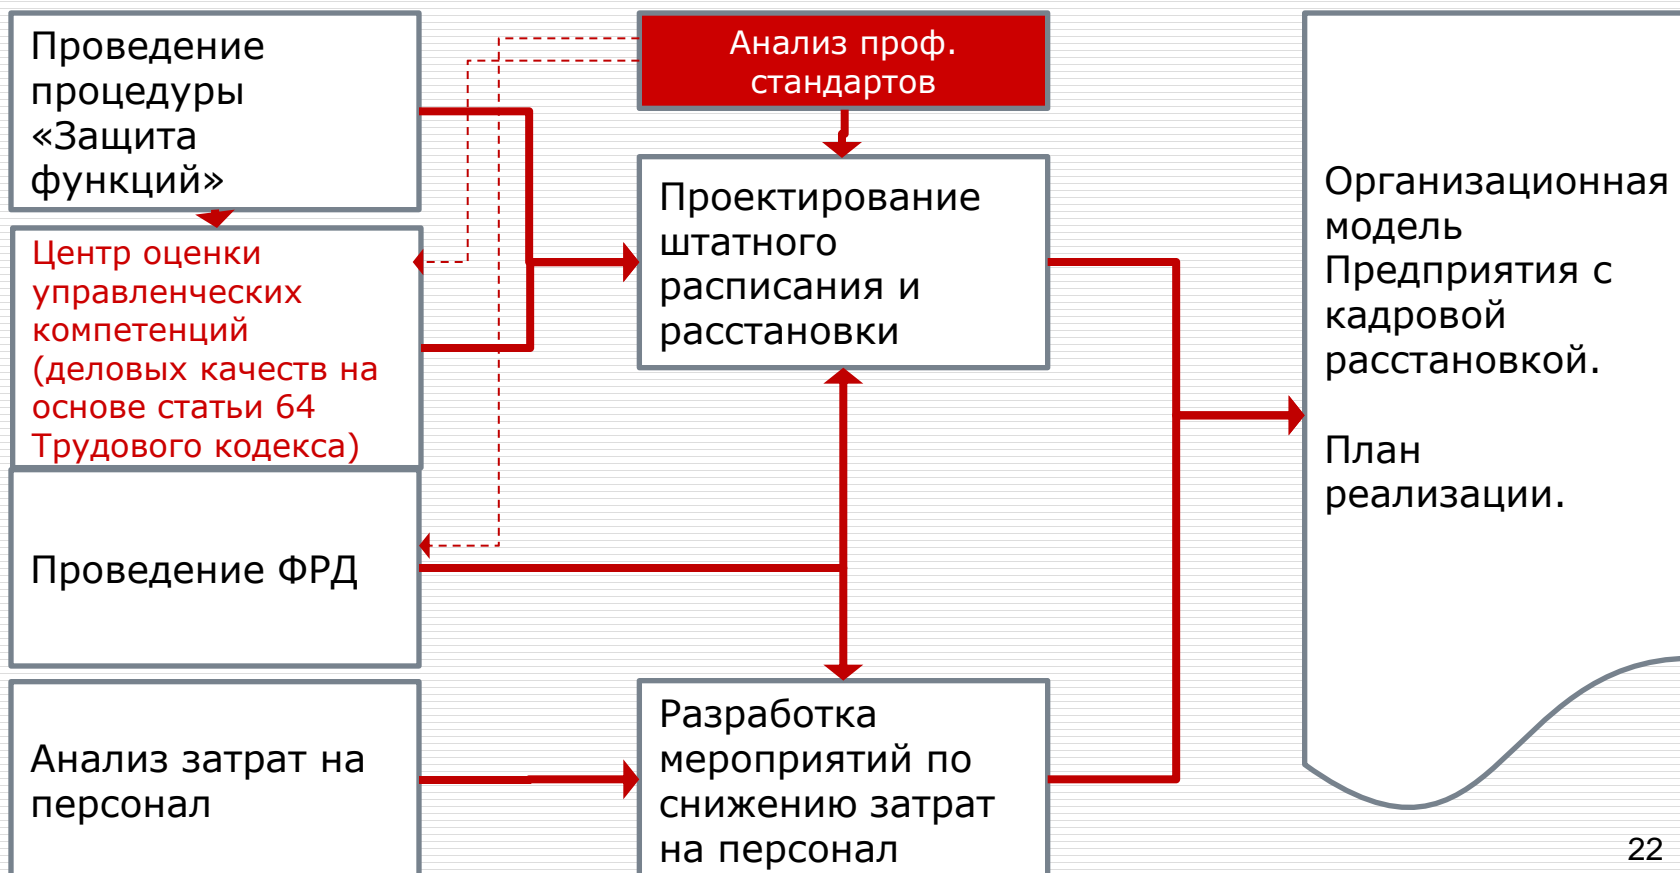 Проведение
процедуры
«Защита
функций»
Центр оценки
управленческих
компетенций
(деловых качеств на
основе статьи 64
Трудового кодекса)
Проведение ФРД
Анализ затрат на
персонал
Анализ проф.
стандартов
Проектирование
штатного
расписания и
расстановки
Разработка
мероприятий по
снижению затрат
на персонал
Организационная
модель
Предприятия с
кадровой
расстановкой.
План
реализации.
22